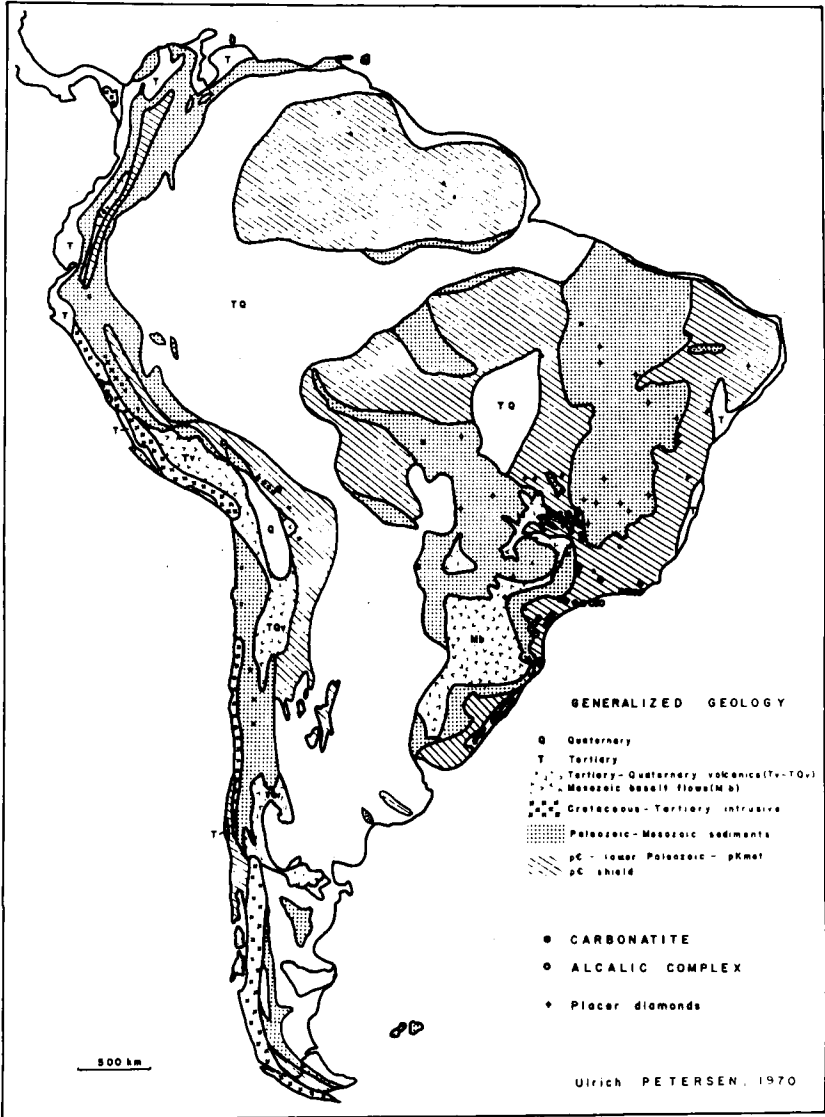 T
T
T
T
TQ
T
TQ
T
T
Tv
Q
T
TQv
Mb
T
GENERALIZED GEOLOGY
Q Quaternary
T Tertiary
Tertiary-Quaternary volcanics(Tv-TQv)
Mesozoic basalt flows(Mb)
Cretaceous-Tertiary intrusive
Paleozoic-Mesozoic sediments
p€ - lower Paleozoic - pKmet
p€ shield
CARBONATITE
ALCALIC COMPLEX
Placer diamonds
500 km
Ulrich PETERSEN, 1970